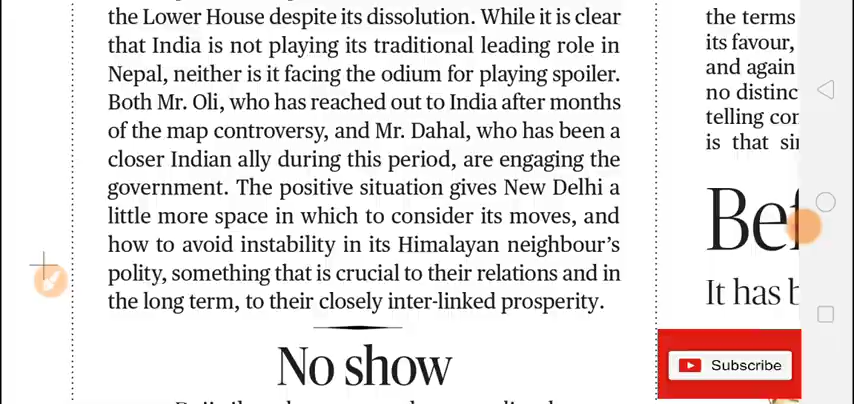 the Lower House despite its dissolution. While it is clear
that India is not playing its traditional leading role in
Nepal, neither is it facing the odium for playing spoiler.
Both Mr. Oli, who has reached out to India after months
of the map controversy, and Mr. Dahal, who has been a
closer Indian ally during this period, are engaging the
government. The positive situation gives New Delhi a
little more space in which to consider its moves, and
how to avoid instability in its Himalayan neighbour's
polity, something that is crucial to their relations and in
the long term, to their closely inter-linked prosperity.
No show
the terms
its favour,
and again
no distinc
telling con
is that
Bef
It has b
Subscribe